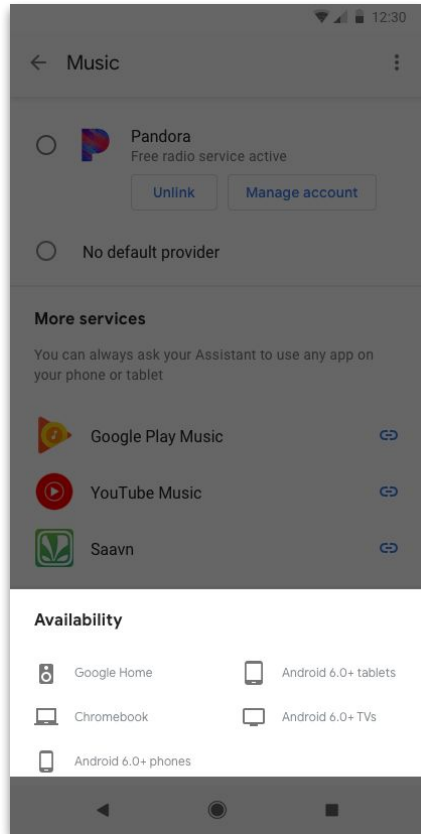 12:30
Music
Pandora
Free radio service active
Unlink Manage account
No default provider
More services
You can always ask your Assistant to use any app on
your phone or tablet
Google Play Music
YouTube Music
Saavn
Availability
Google Home Android 6.0+ tablets
Chromebook Android 6.0+ TVs
Android 6.0+ phones